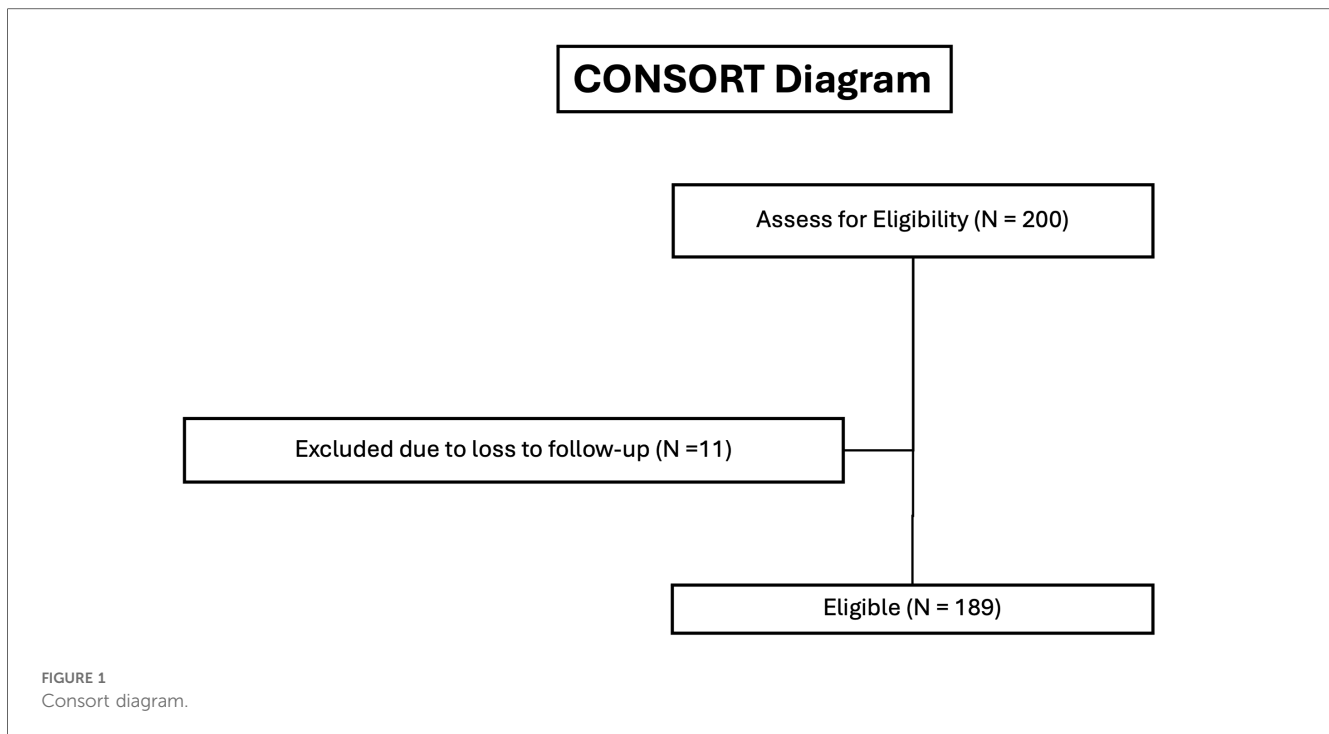 CONSORT Diagram
Assess for Eligibility (N = 200)
Excluded due to loss to follow-up (N =11)
Eligible (N = 189)
FIGURE 1
Consort diagram.